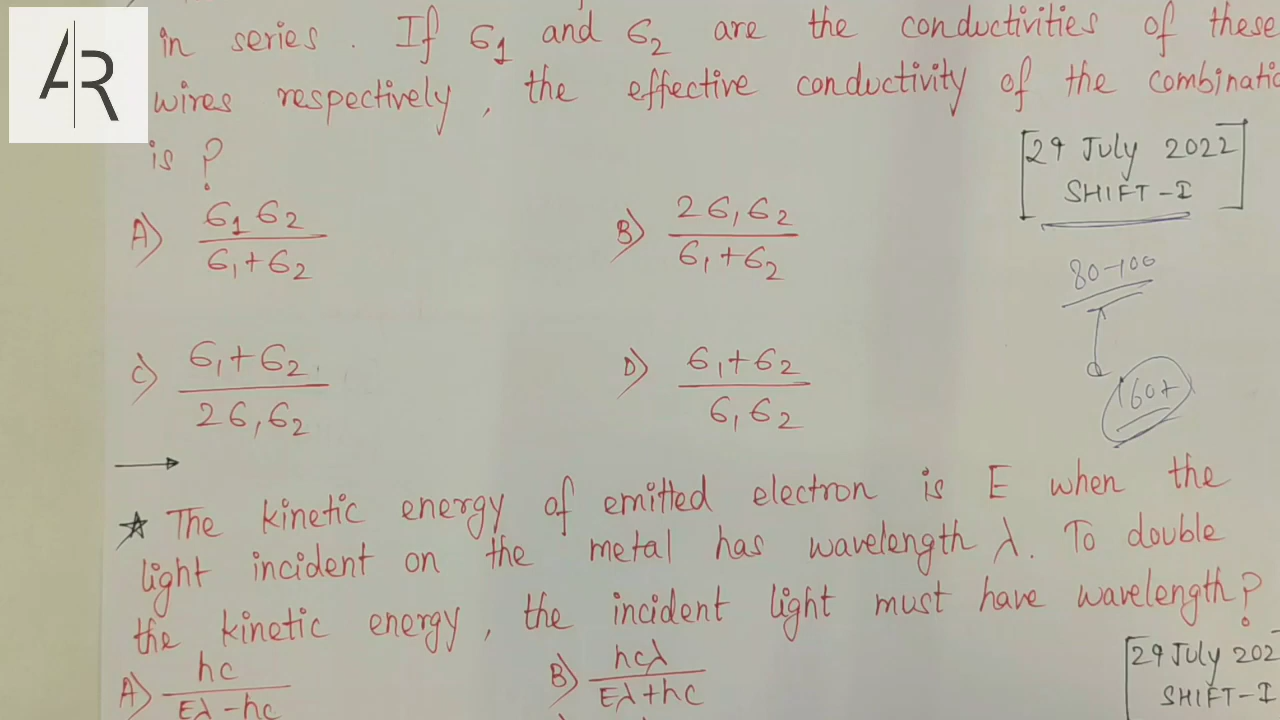 AR
in series. If σ1 and σ2 are the conductivities of these
wires respectively, the effective conductivity of the
is?
[29 July 2022
SHIFT-I]
A) σ1σ2/σ1+σ2
B) 2σ1σ2/σ1+σ2
80-100
C) σ1+σ2/2σ1σ2
D) σ1+σ2/σ1σ2
160+
→
☆ The kinetic energy of emitted electron is E when the
light incident on the metal has wavelength λ. To double
the kinetic energy, the incident light must have wavelength?
A) hc/Eλ-hc
B) hcλ/Eλ+hc
[29 July 202
SHIFT-I